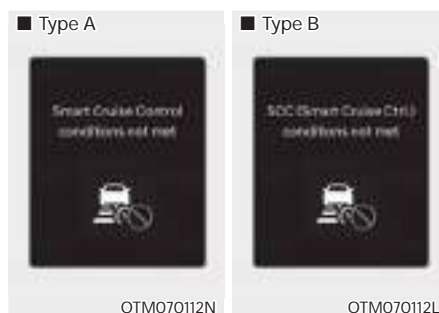 ■ Type A
Smart Cruise Control
conditions not met
OTM070112N
■ Type B
SCC (Smart Cruise Ctrl.)
conditions not met
OTM070112L